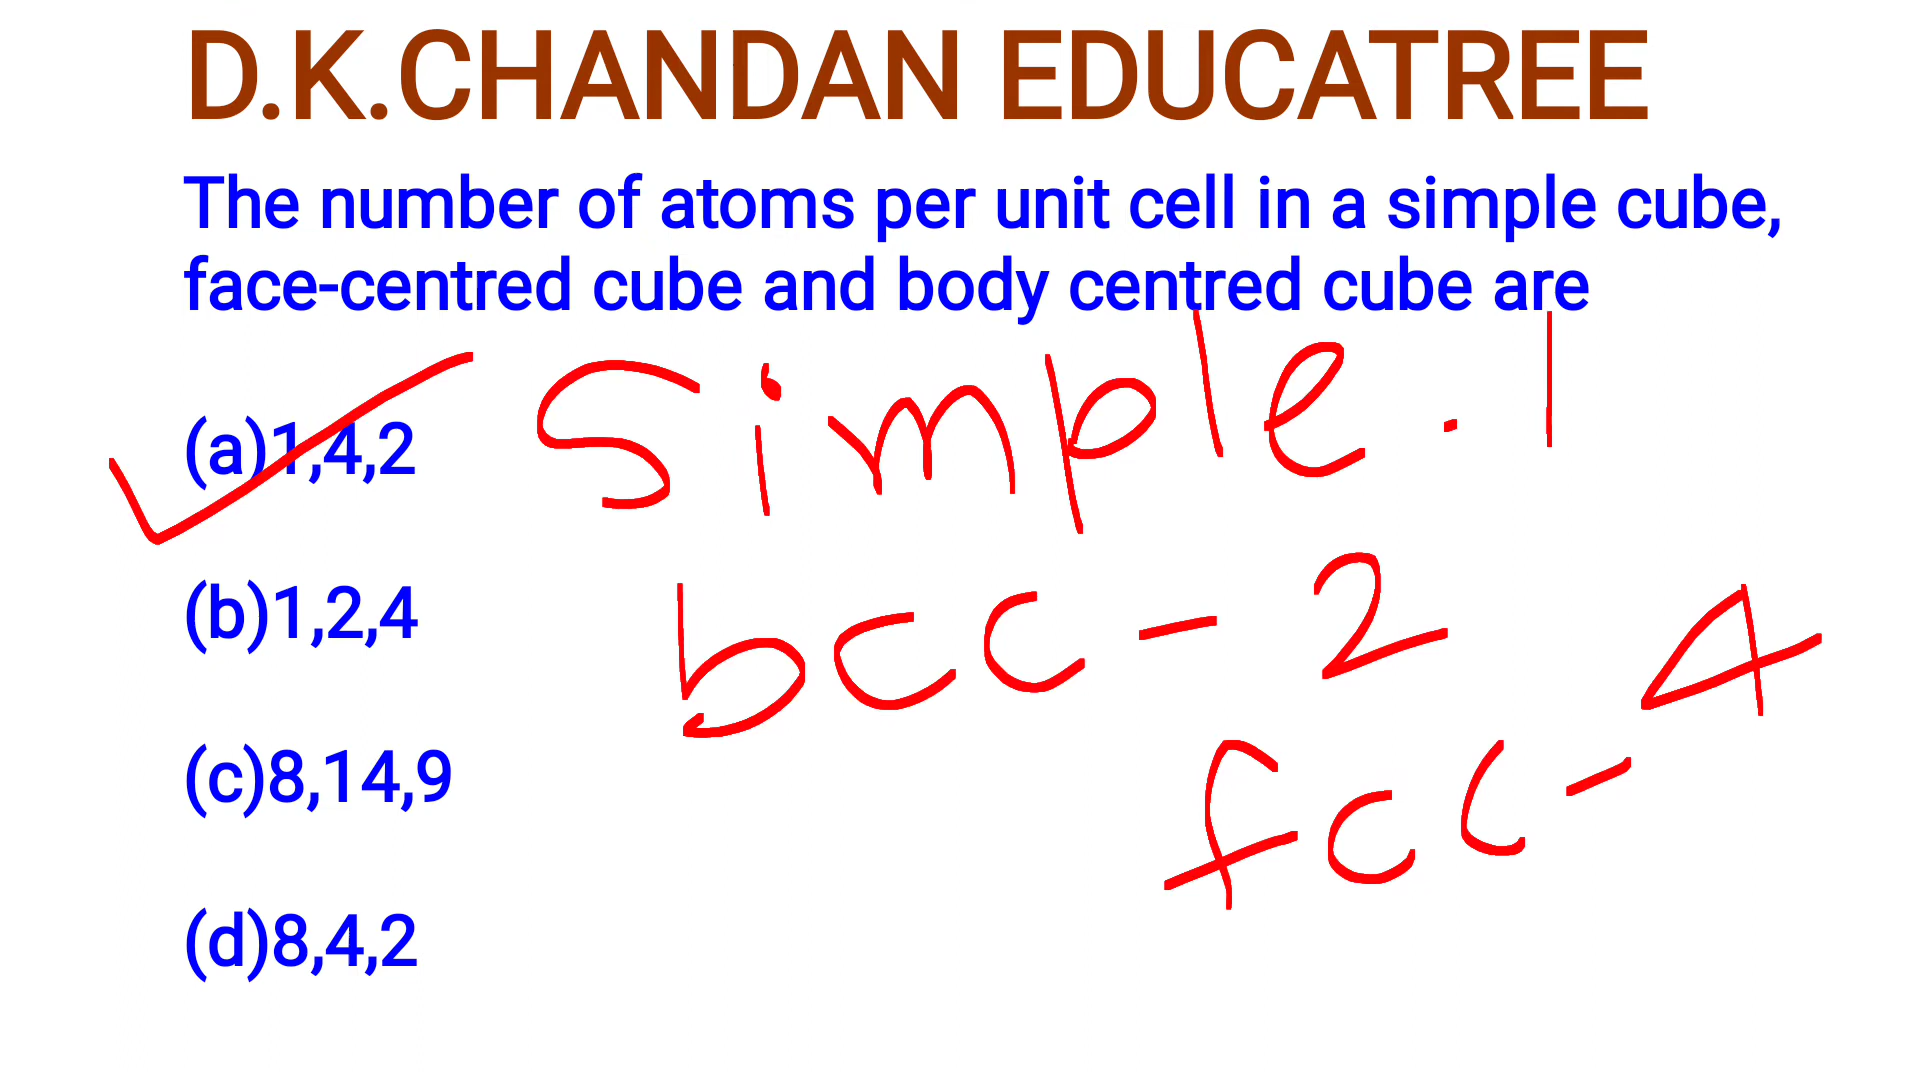 D.K.CHANDAN EDUCATREE
The number of atoms per unit cell in a simple cube,
face-centred cube and body centred cube are
(a)1,4,2
simple . 1
(b)1,2,4
bcc - 2
(c)8,14,9
fcc - 4
(d)8,4,2